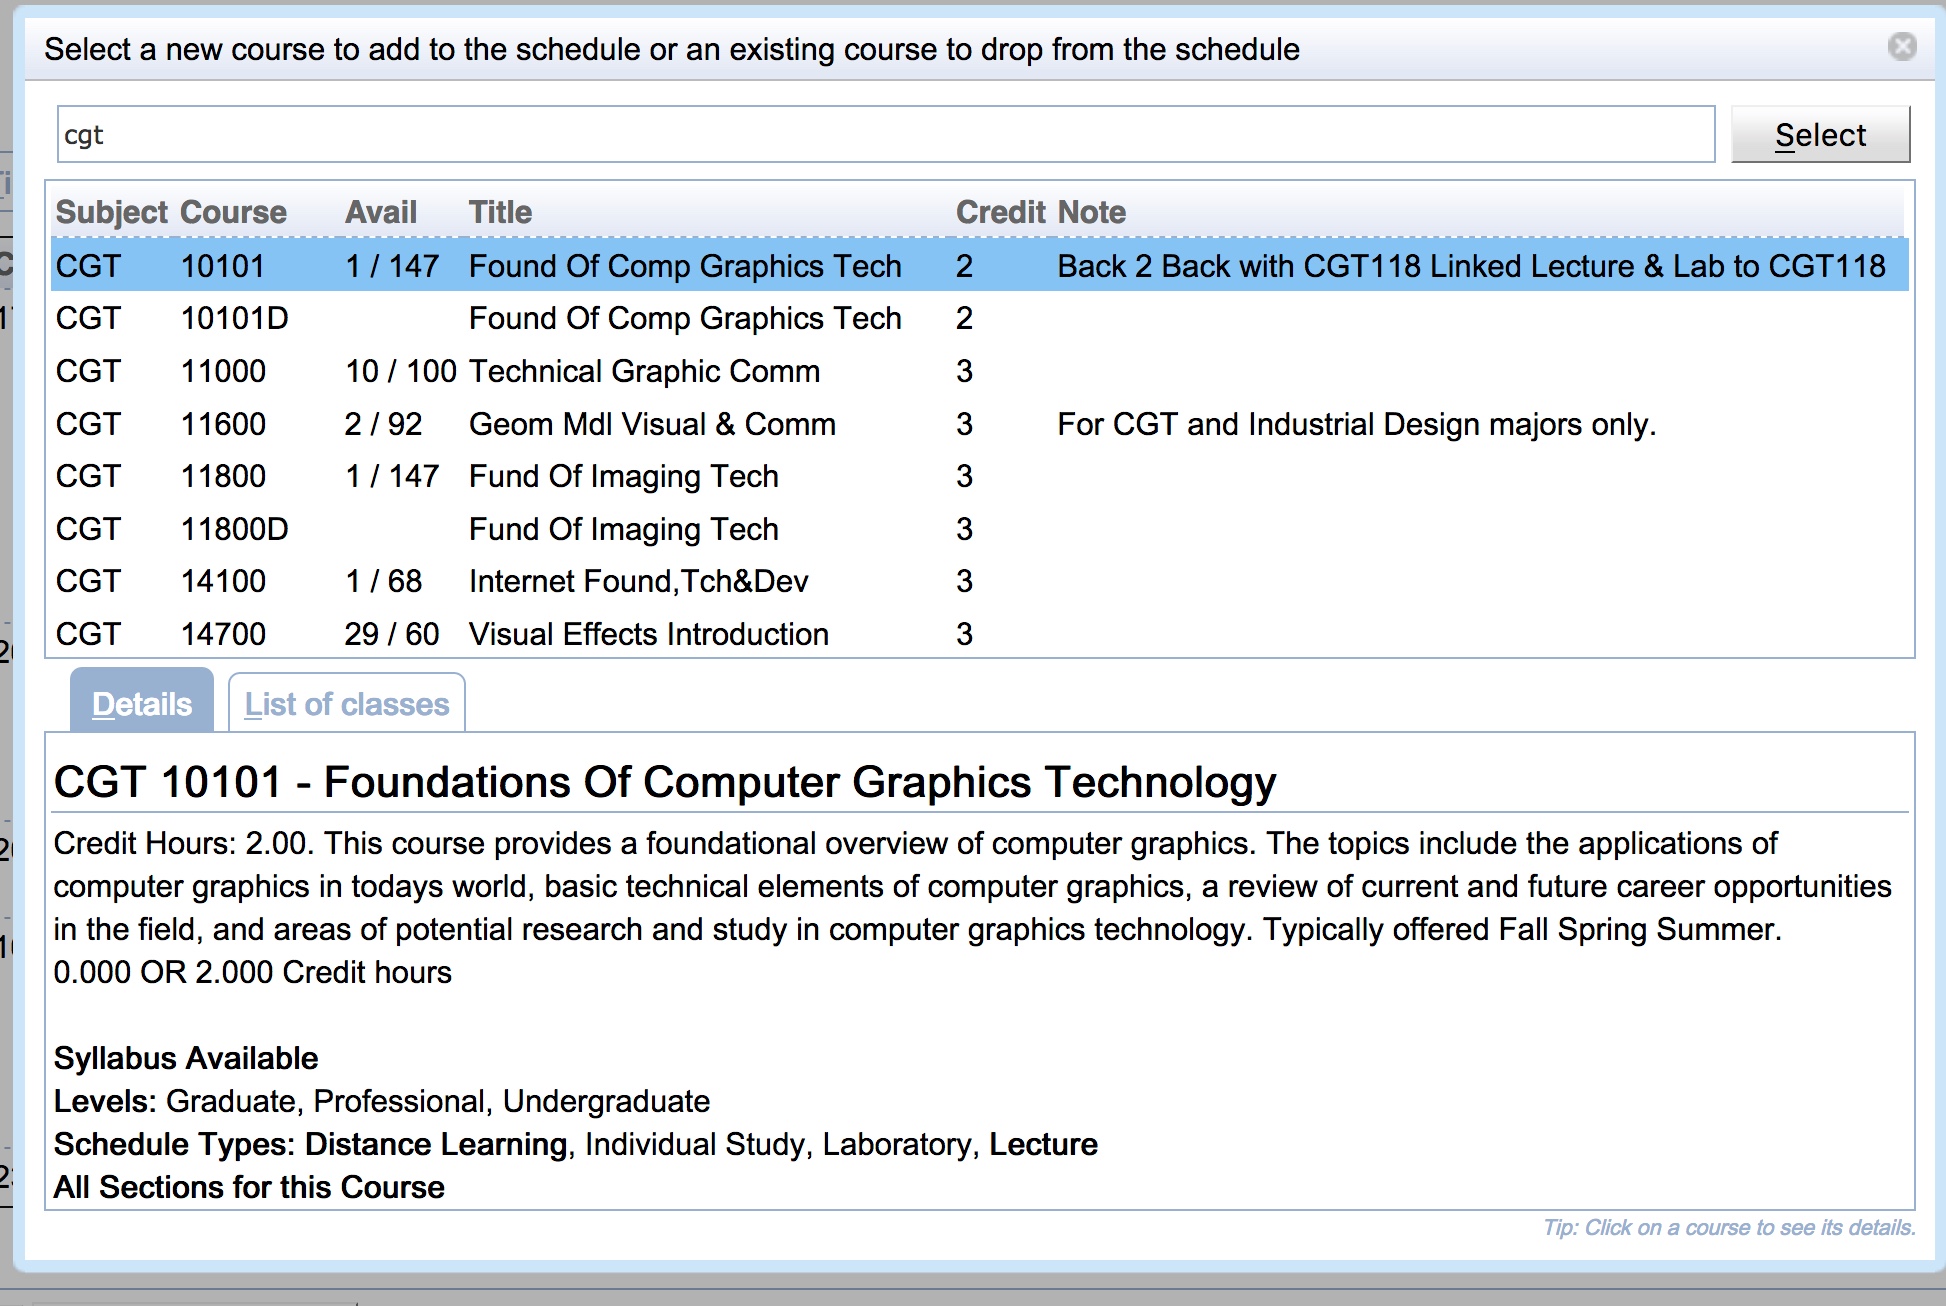 Select a new course to add to the schedule or an existing course to drop from the schedule
cgt
Select
Subject Course Avail Title Credit Note
CGT 10101 1 / 147 Found Of Comp Graphics Tech 2 Back 2 Back with CGT118 Linked Lecture & Lab to CGT118
CGT 10101D Found Of Comp Graphics Tech 2
CGT 11000 10 / 100 Technical Graphic Comm 3
CGT 11600 2 / 92 Geom Mdl Visual & Comm 3 For CGT and Industrial Design majors only.
CGT 11800 1 / 147 Fund Of Imaging Tech 3
CGT 11800D Fund Of Imaging Tech 3
CGT 14100 1 / 68 Internet Found,Tch&Dev 3
CGT 14700 29 / 60 Visual Effects Introduction 3
Details List of classes
CGT 10101 - Foundations Of Computer Graphics Technology
Credit Hours: 2.00. This course provides a foundational overview of computer graphics. The topics include the applications of
computer graphics in todays world, basic technical elements of computer graphics, a review of current and future career opportunities
in the field, and areas of potential research and study in computer graphics technology. Typically offered Fall Spring Summer.
0.000 OR 2.000 Credit hours
Syllabus Available
Levels: Graduate, Professional, Undergraduate
Schedule Types: Distance Learning, Individual Study, Laboratory, Lecture
All Sections for this Course
Tip: Click on a course to see its details.